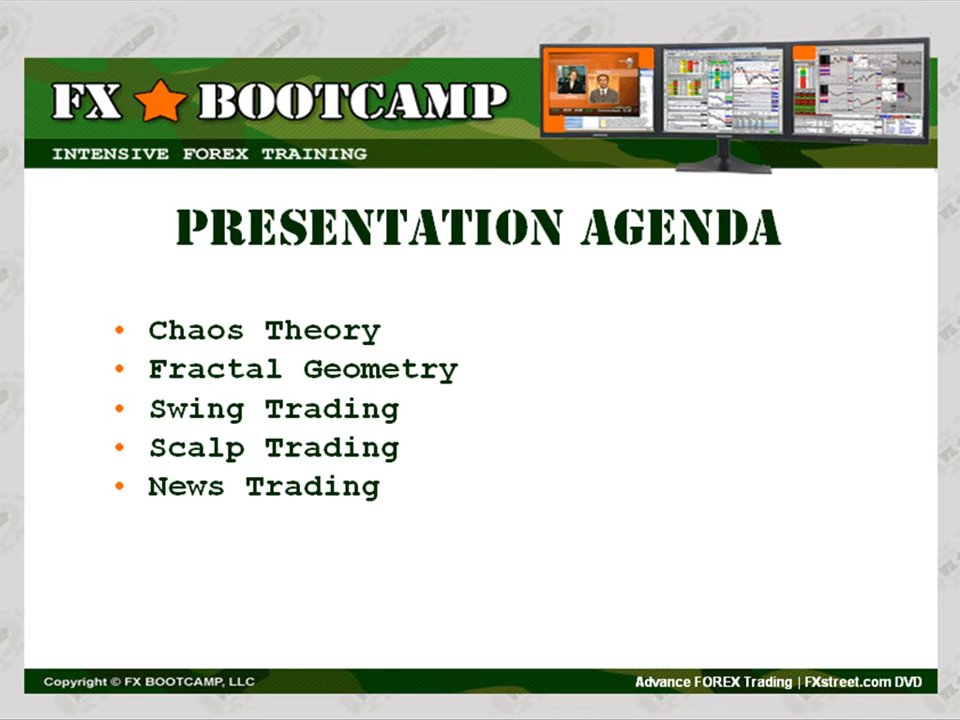 FX BOOTCAMP
INTENSIVE FOREX TRAINING
PRESENTATION AGENDA
• Chaos Theory
• Fractal Geometry
• Swing Trading
• Scalp Trading
• News Trading
Copyright © FX BOOTCAMP, LLC
Advance FOREX Trading | FXstreet.com DVD